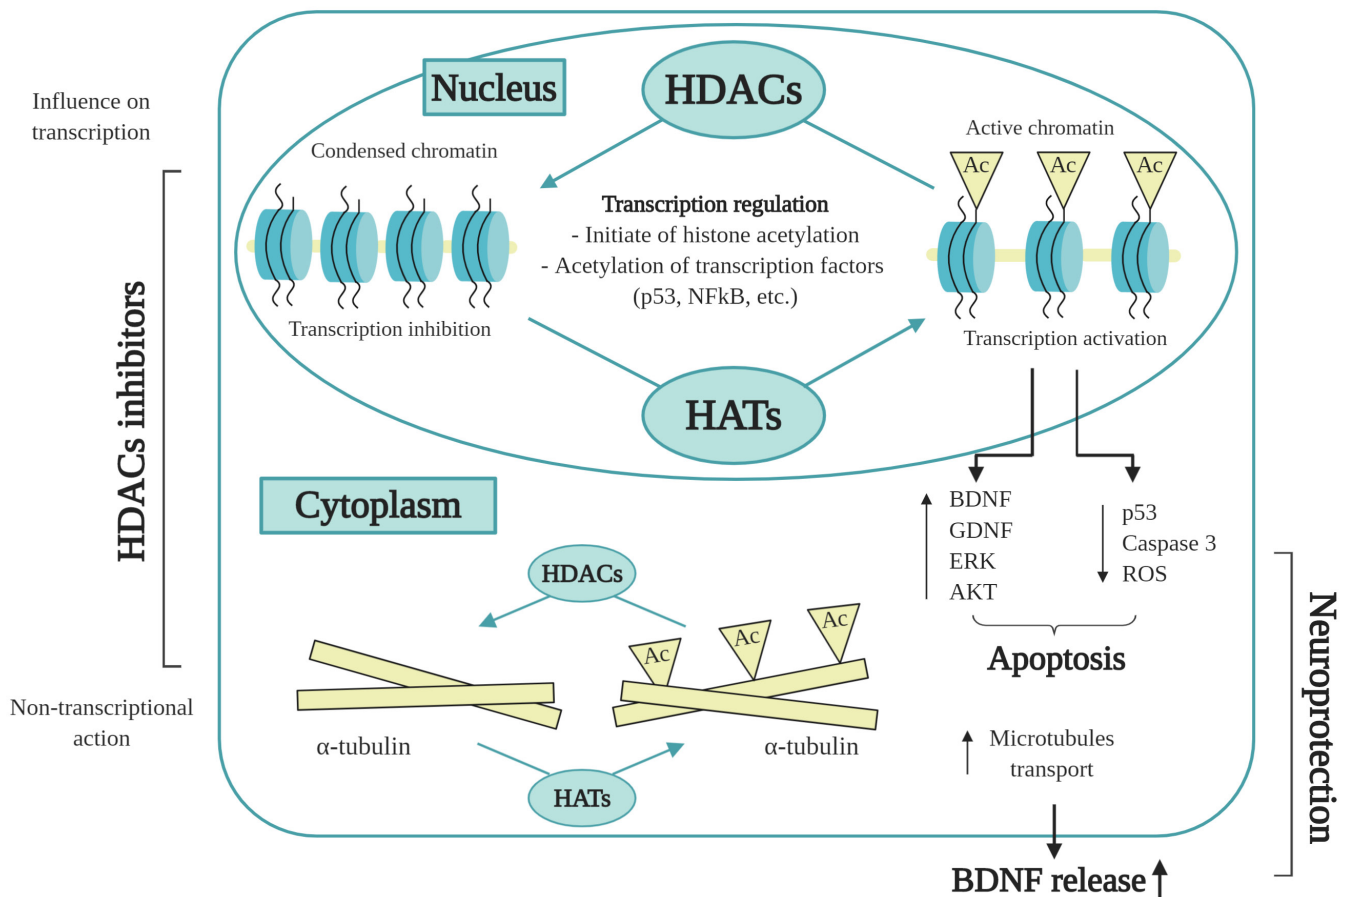 Influence on
transcription
HDACs inhibitors
Non-transcriptional
action
Nucleus
HDACs
Condensed chromatin
Transcription inhibition
Transcription regulation
- Initiate of histone acetylation
- Acetylation of transcription factors
(p53, NFkB, etc.)
Active chromatin
Ac
Ac
Ac
Transcription activation
HATs
Cytoplasm
HDACs
Ac
Ac
Ac
α-tubulin
α-tubulin
HATs
BDNF
GDNF
ERK
AKT
p53
Caspase 3
ROS
Apoptosis
Microtubules
transport
BDNF release
Neuroprotection